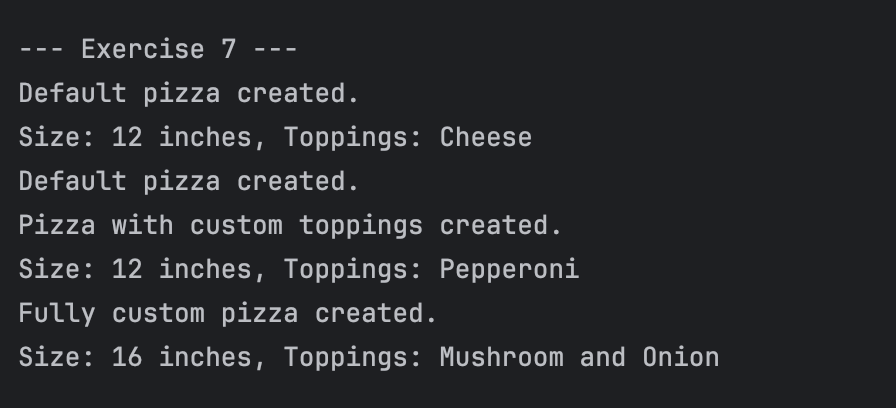 --- Exercise 7 ---
Default pizza created.
Size: 12 inches, Toppings: Cheese
Default pizza created.
Pizza with custom toppings created.
Size: 12 inches, Toppings: Pepperoni
Fully custom pizza created.
Size: 16 inches, Toppings: Mushroom and Onion